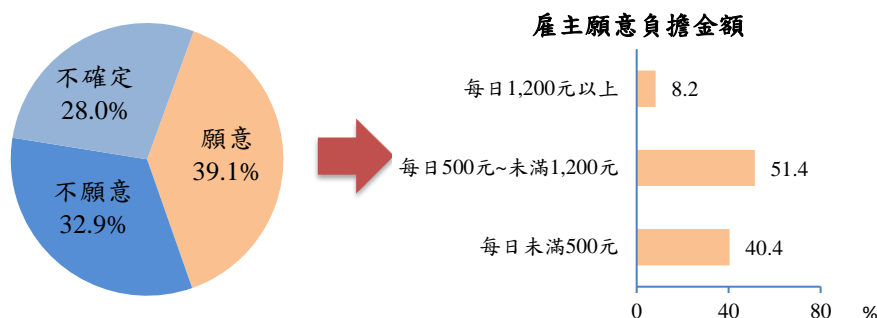 不確定
28.0%
願意
39.1%
不願意
32.9%
雇主願意負擔金額
每日1,200元以上
8.2
每日500元~未滿1,200元
51.4
每日未滿500元
40.4
0
40
80
%